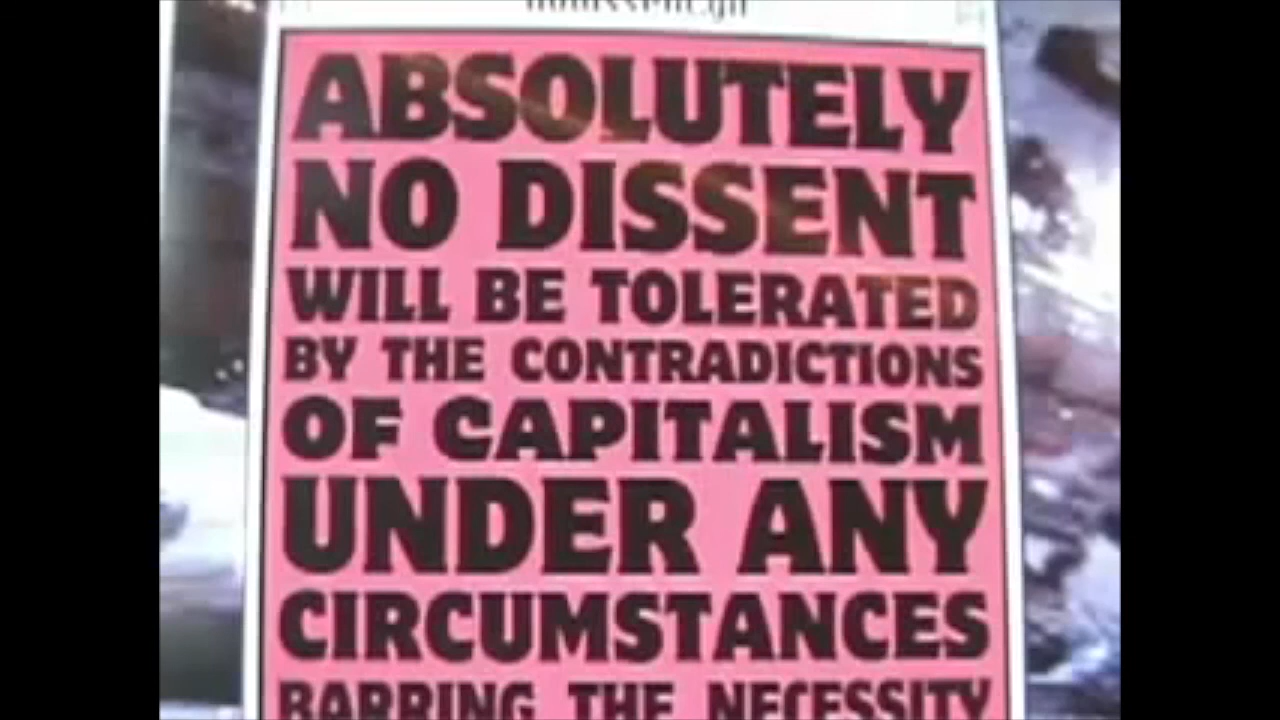 ABSOLUTELY
NO DISSENT
WILL BE TOLERATED
BY THE CONTRADICTIONS
OF CAPITALISM
UNDER ANY
CIRCUMSTANCES
BARRING THE NECESSITY